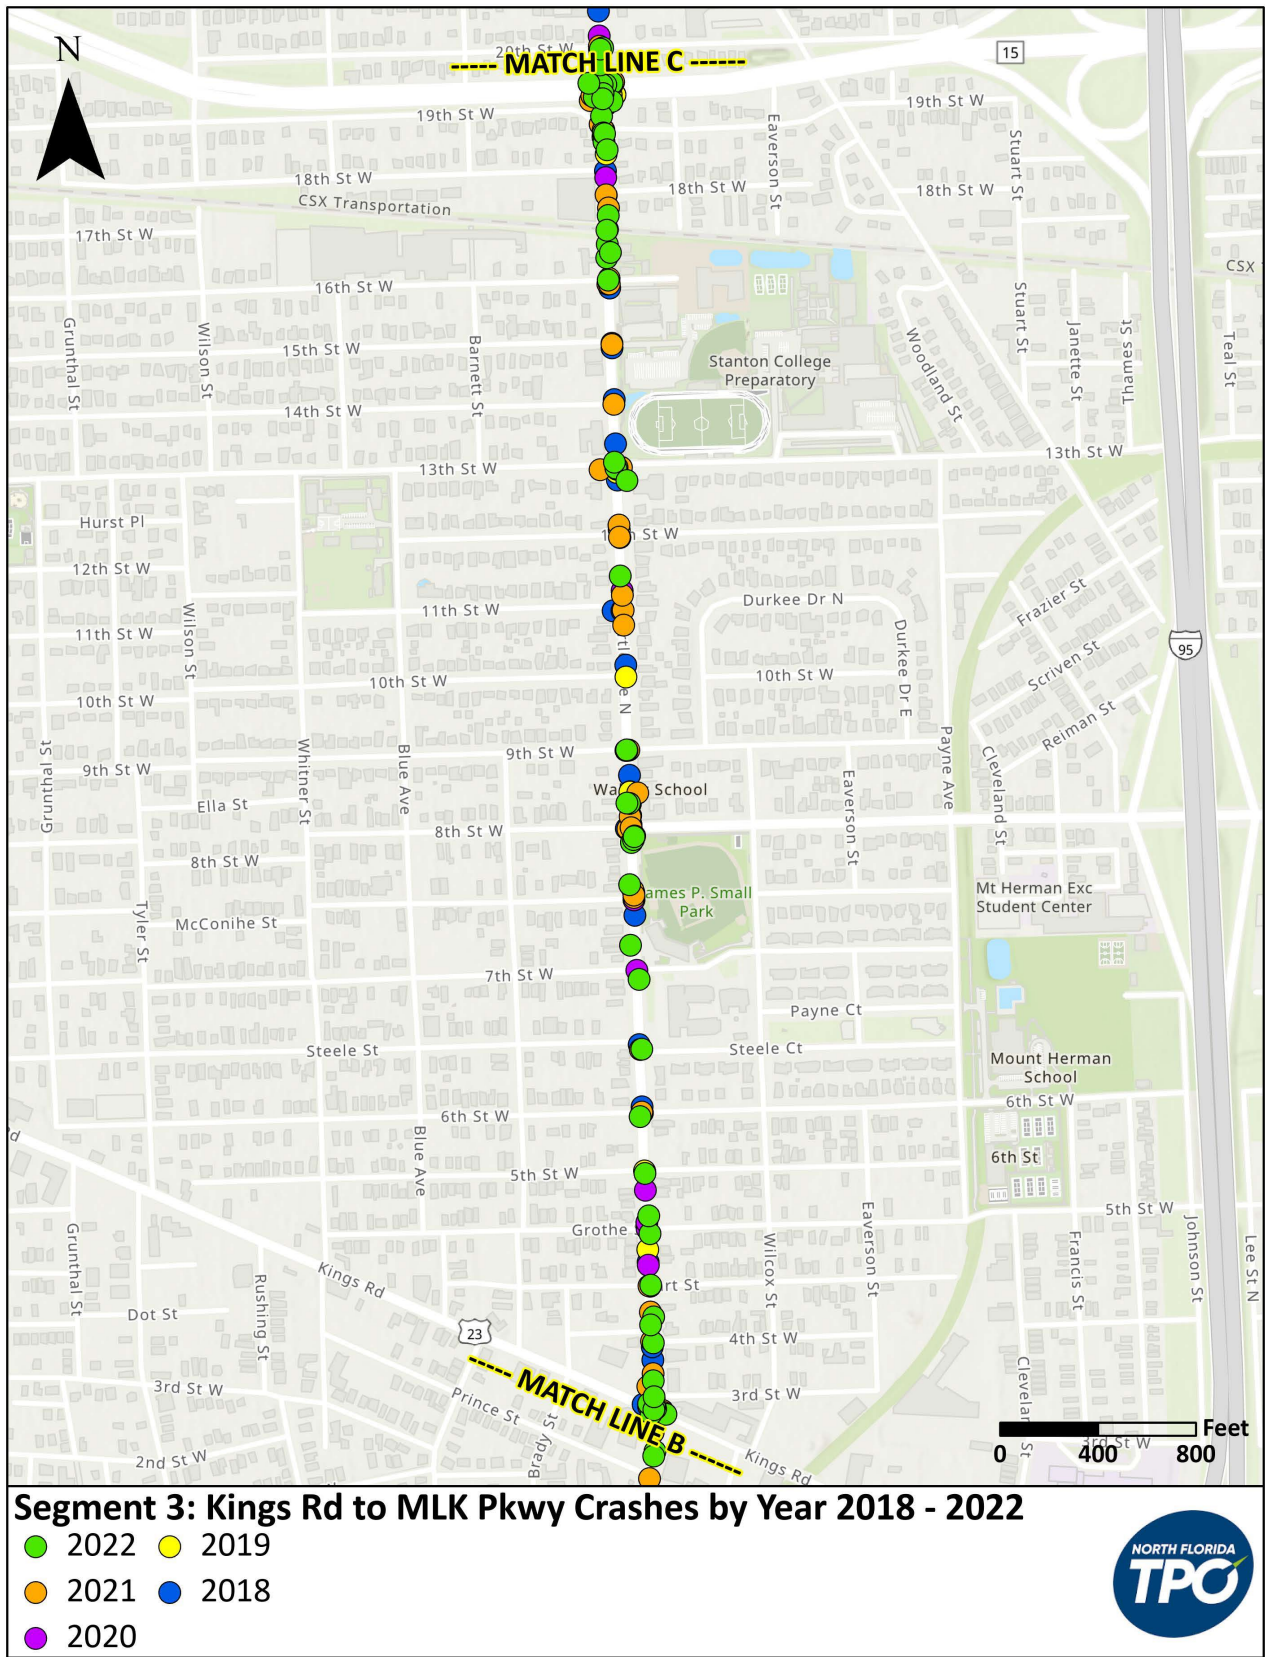 N
20th St W
----- MATCH LINE C ------
15
19th St W
19th St W
Eaverson St
Stuart St
18th St W
18th St W
18th St W
CSX Transportation
17th St W
CSX
16th St W
Grunthal St
Wilson St
Barnett St
15th St W
Stuart St
Janette St
Thames St
Teal St
Woodland St
Stanton College
Preparatory
14th St W
13th St W
13th St W
Hurst Pl
St W
12th St W
Durkee Dr N
Frazier St
11th St W
11th St W
Wilson St
Durkee Dr E
Scriven St
95
10th St W
10th St W
10th St W
e N
Reiman St
9th St W
9th St W
Grunthal St
Whitner St
Blue Ave
Payne Ave
Cleveland St
Eaverson St
School
Ella St
8th St W
8th St W
Mt Herman Exc
Student Center
ames P. Small
Park
Tyler St
McConihe St
7th St W
Payne Ct
Steele St
Steele Ct
Mount Herman
School
6th St W
6th St W
Rd
Blue Ave
6th St
5th St W
5th St W
Grothe
Grunthal St
Eaverson St
Wilcox St
Francis St
Johnson St
Lee St N
Kings Rd
Rushing St
rt St
Dot St
23
4th St W
3rd St W
3rd St W
----- MATCH LINE B ------
Prince St
Brady St
Cleveland St
Kings Rd
2nd St W
3rd St W
Feet
0 400 800
Segment 3: Kings Rd to MLK Pkwy Crashes by Year 2018 - 2022
2022 2019
2021 2018
2020
NORTH FLORIDA
TPO